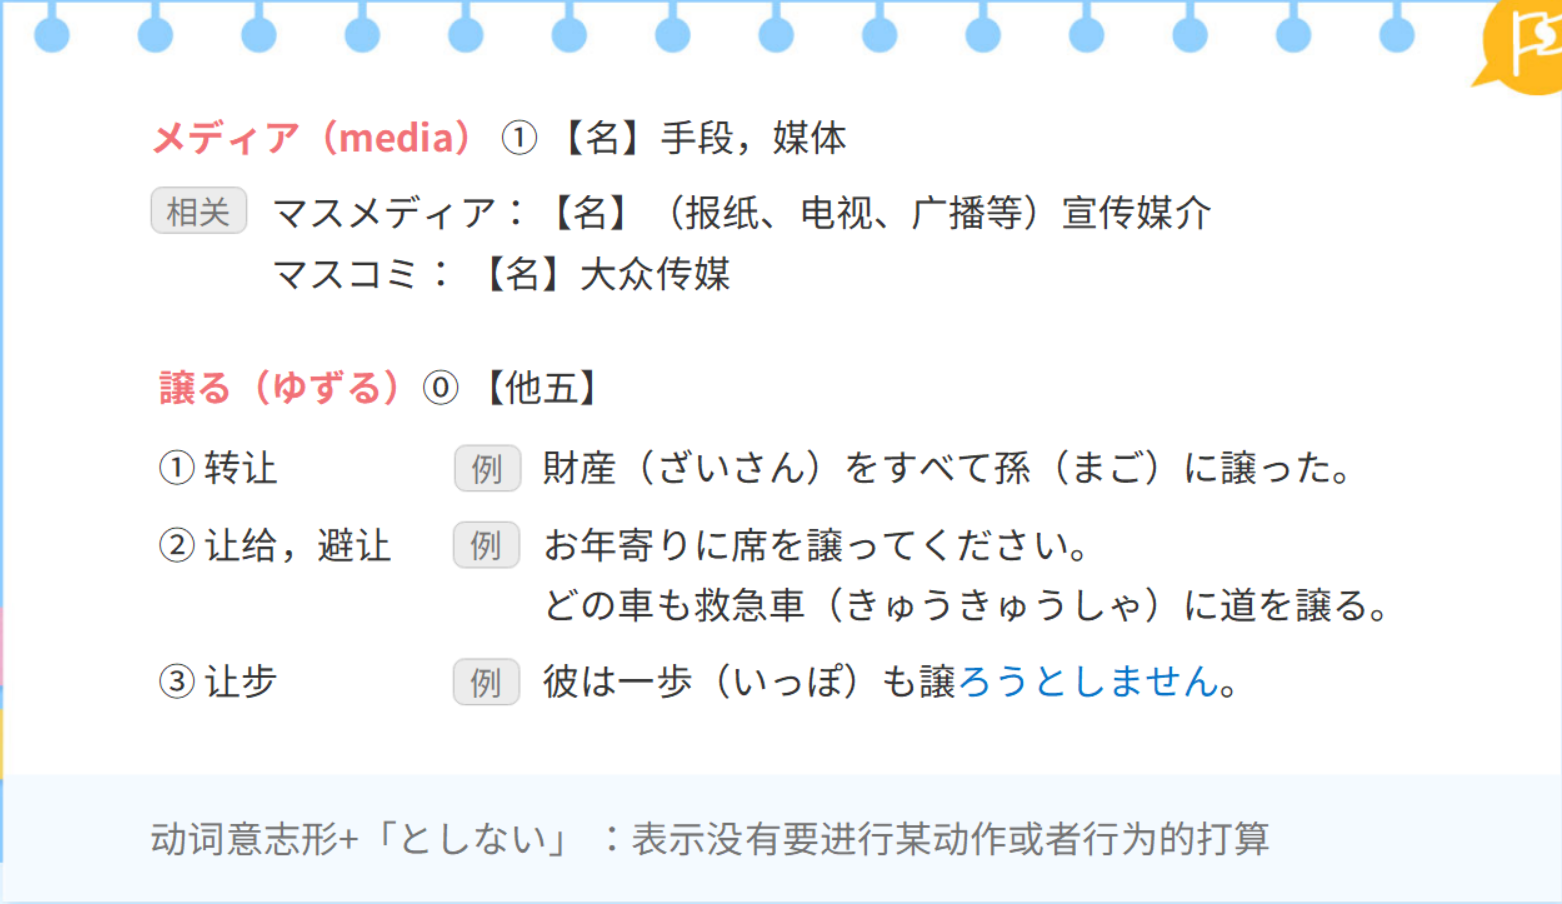 メディア（media）① 【名】手段，媒体
相关 マスメディア：【名】（报纸、电视、广播等）宣传媒介
マスコミ：【名】大众传媒
譲る（ゆずる）⓪ 【他五】
① 转让 例 財産（ざいさん）をすべて孫（まご）に譲った。
② 让给，避让 例 お年寄りに席を譲ってください。
どの車も救急車（きゅうきゅうしゃ）に道を譲る。
③ 让步 例 彼は一歩（いっぽ）も譲ろうとしません。
动词意志形+「としない」：表示没有要进行某动作或者行为的打算